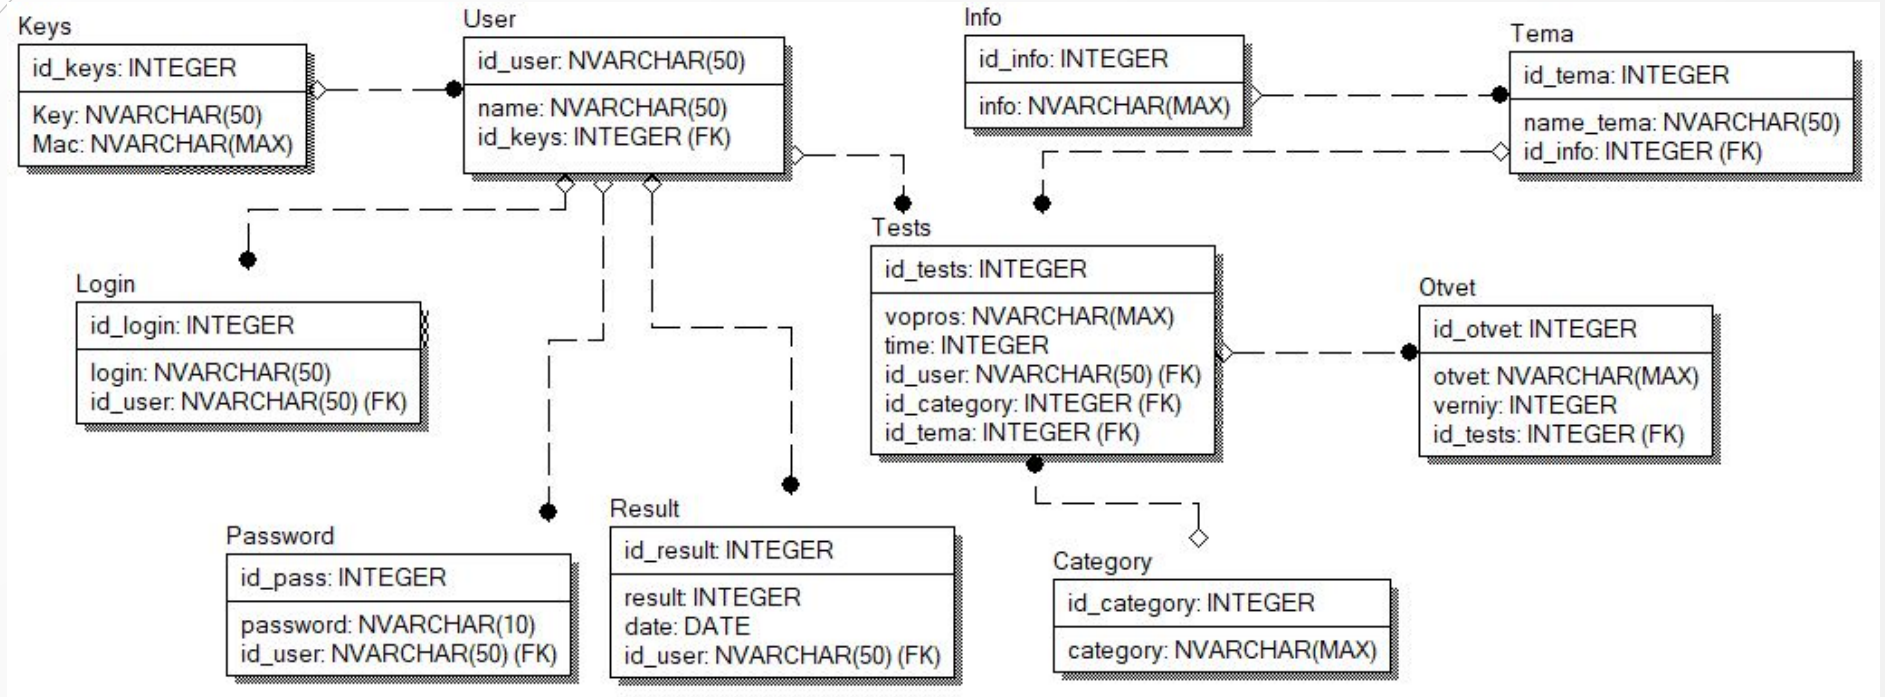 Keys
id_keys: INTEGER
Key: NVARCHAR(50)
Mac: NVARCHAR(MAX)
User
id_user: NVARCHAR(50)
name: NVARCHAR(50)
id_keys: INTEGER (FK)
Info
id_info: INTEGER
info: NVARCHAR(MAX)
Tema
id_tema: INTEGER
name_tema: NVARCHAR(50)
id_info: INTEGER (FK)
Login
id_login: INTEGER
login: NVARCHAR(50)
id_user: NVARCHAR(50) (FK)
Tests
id_tests: INTEGER
vopros: NVARCHAR(MAX)
time: INTEGER
id_user: NVARCHAR(50) (FK)
id_category: INTEGER (FK)
id_tema: INTEGER (FK)
Otvet
id_otvet: INTEGER
otvet: NVARCHAR(MAX)
verniy: INTEGER
id_tests: INTEGER (FK)
Password
id_pass: INTEGER
password: NVARCHAR(10)
id_user: NVARCHAR(50) (FK)
Result
id_result: INTEGER
result: INTEGER
date: DATE
id_user: NVARCHAR(50) (FK)
Category
id_category: INTEGER
category: NVARCHAR(MAX)